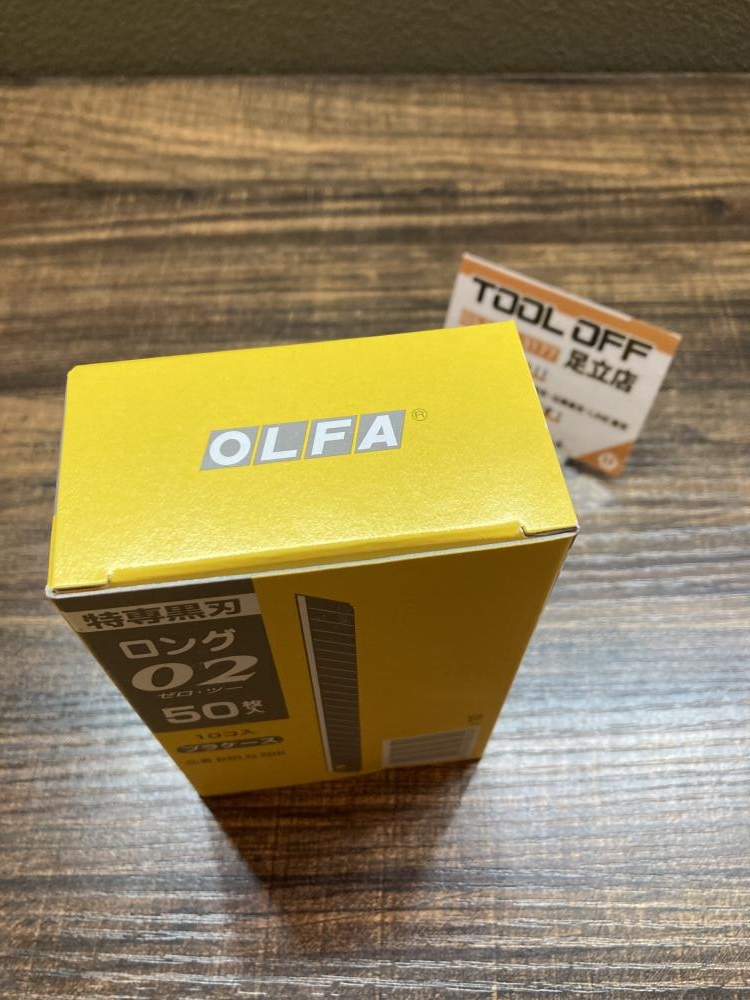 TOOL OFF
足立店
OLFA®
特専黒刃
ロング
02
ゼロ・ツー
50枚入
10コ入
プラケース